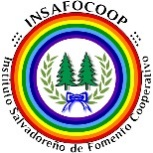 .::: INSAFOCOOP :::.
Instituto Salvadoreño de Fomento Cooperativo